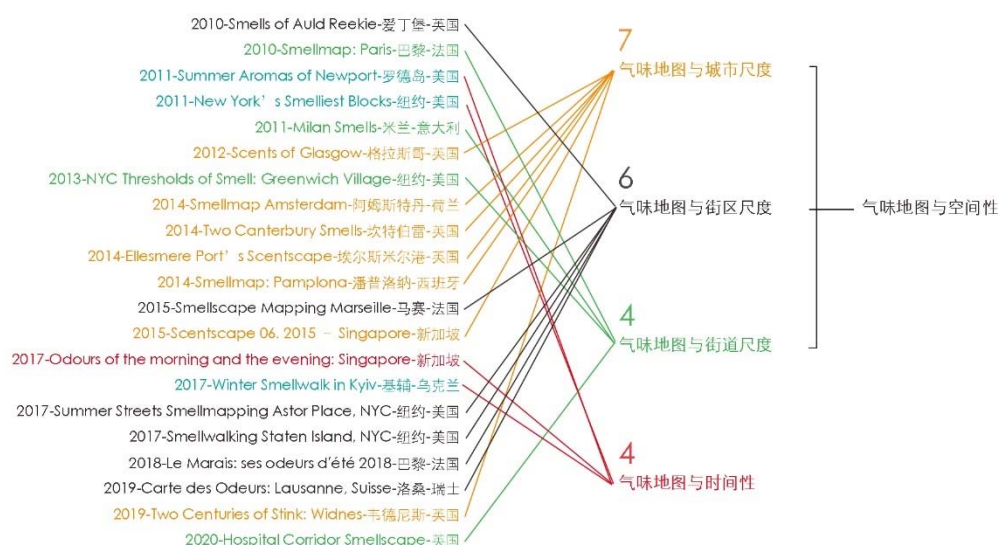 2010-Smells of Auld Reekie-爱丁堡-英国
2010-Smellmap: Paris-巴黎-法国
2011-Summer Aromas of Newport-罗德岛-美国
2011-New York’s Smelliest Blocks-纽约-美国
2011-Milan Smells-米兰-意大利
2012-Scents of Glasgow-格拉斯哥-英国
2013-NYC Thresholds of Smell: Greenwich Village-纽约-美国
2014-Smellmap Amsterdam-阿姆斯特丹-荷兰
2014-Two Canterbury Smells-坎特伯雷-英国
2014-Ellesmere Port’s Scentscape-埃尔斯米尔港-英国
2014-Smellmap: Pamplona-潘普洛纳-西班牙
2015-Smellscape Mapping Marseille-马赛-法国
2015-Scentscape 06. 2015 – Singapore-新加坡
2017-Odours of the morning and the evening: Singapore-新加坡
2017-Winter Smellwalk in Kyiv-基辅-乌克兰
2017-Summer Streets Smellmapping Astor Place, NYC-纽约-美国
2017-Smellwalking Staten Island, NYC-纽约-美国
2018-Le Marais: ses odeurs d’été 2018-巴黎-法国
2019-Carte des Odeurs: Lausanne, Suisse-洛桑-瑞士
2019-Two Centuries of Stink: Widnes-韦德尼斯-英国
2020-Hospital Corridor Smellscape-英国
7
气味地图与城市尺度
6
气味地图与街区尺度
4
气味地图与街道尺度
4
气味地图与时间性
气味地图与空间性